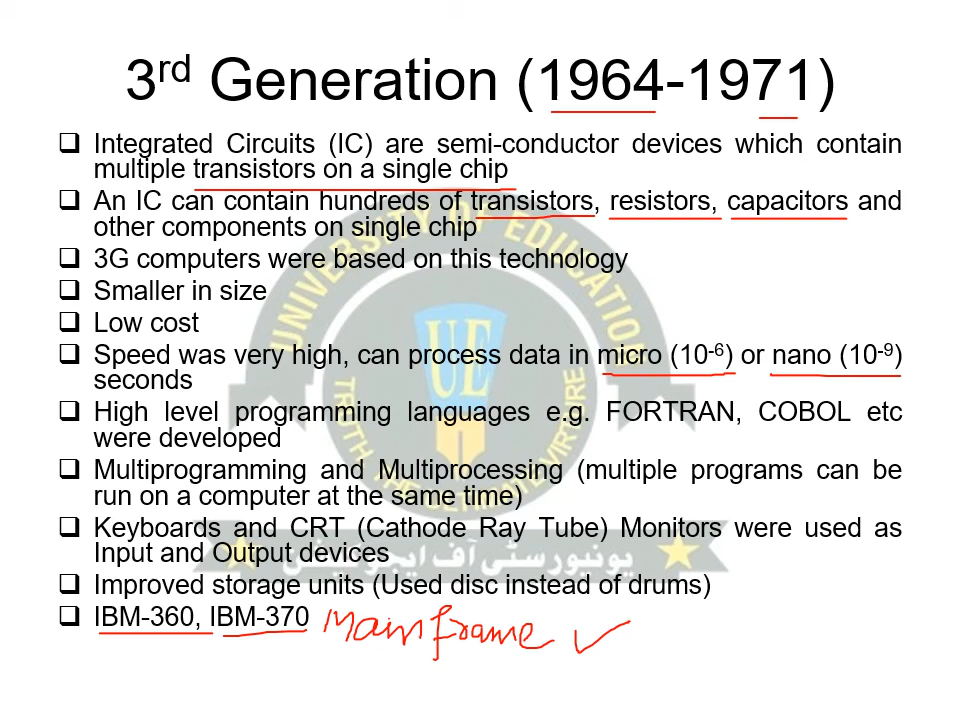 3rd Generation (1964-1971)
❑ Integrated Circuits (IC) are semi-conductor devices which contain
multiple transistors on a single chip
❑ An IC can contain hundreds of transistors, resistors, capacitors and
other components on single chip
❑ 3G computers were based on this technology
❑ Smaller in size
❑ Low cost
❑ Speed was very high, can process data in micro (10-6) or nano (10-9)
seconds
❑ High level programming languages e.g. FORTRAN, COBOL etc
were developed
❑ Multiprogramming and Multiprocessing (multiple programs can be
run on a computer at the same time)
❑ Keyboards and CRT (Cathode Ray Tube) Monitors were used as
Input and Output devices
❑ Improved storage units (Used disc instead of drums)
❑ IBM-360, IBM-370 Mainframe ✓
UNIVERSITY OF EDUCATION
UE
TRUTH THE ULTIMATE VIRTUE
یونیورسٹی آف ایجوکیشن